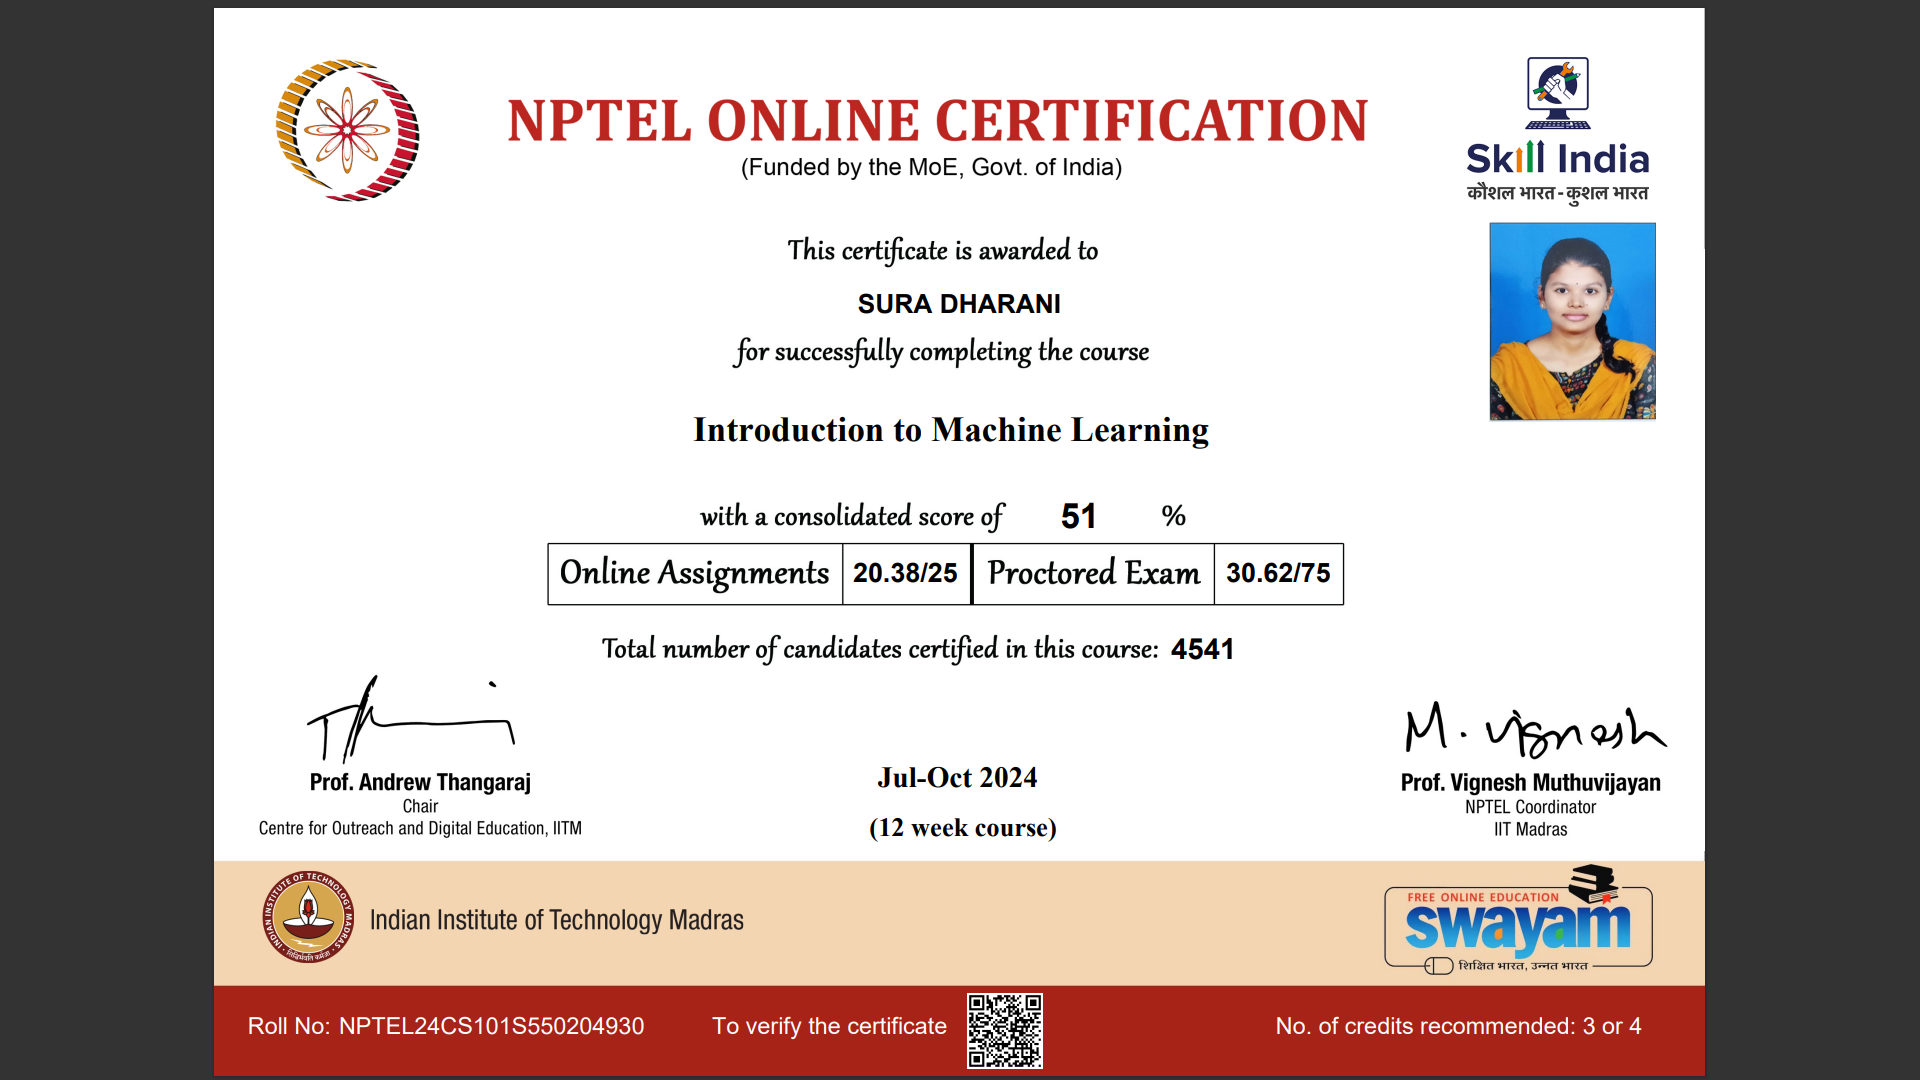 NPTEL ONLINE CERTIFICATION
(Funded by the MoE, Govt. of India)
Skill India
कौशल भारत - कुशल भारत
This certificate is awarded to
SURA DHARANI
for successfully completing the course
Introduction to Machine Learning
with a consolidated score of 51 %
Online Assignments 20.38/25 Proctored Exam 30.62/75
Total number of candidates certified in this course: 4541
M. Vignesh
Prof. Andrew Thangaraj
Chair
Centre for Outreach and Digital Education, IITM
Jul-Oct 2024
(12 week course)
Prof. Vignesh Muthuvijayan
NPTEL Coordinator
IIT Madras
INDIAN INSTITUTE OF TECHNOLOGY MADRAS
सिद्धिर्भवति कर्मजा
Indian Institute of Technology Madras
FREE ONLINE EDUCATION
swayam
शिक्षित भारत, उन्नत भारत
Roll No: NPTEL24CS101S550204930
To verify the certificate
No. of credits recommended: 3 or 4